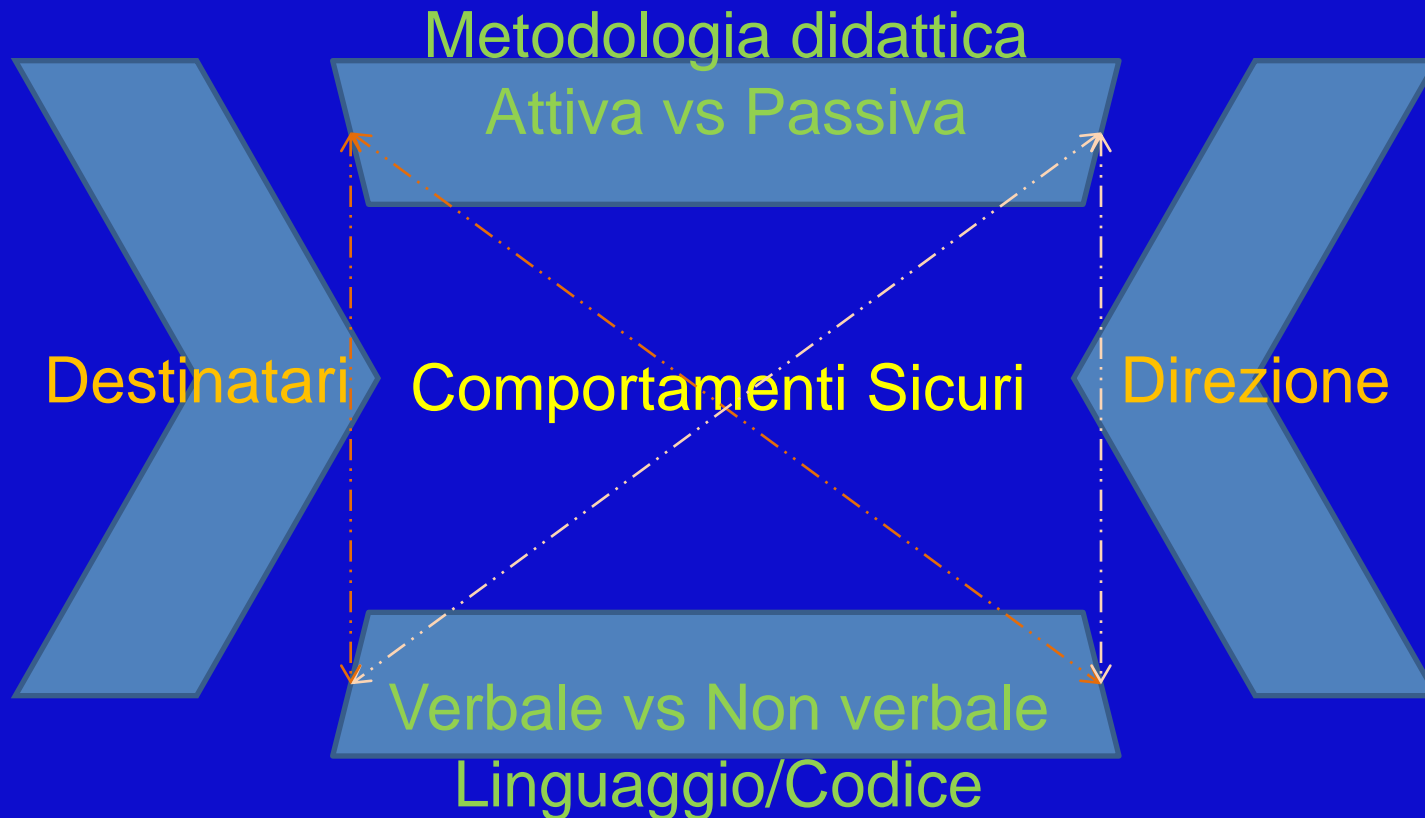 Metodologia didattica
Attiva vs Passiva
Destinatari
Comportamenti Sicuri
Direzione
Verbale vs Non verbale
Linguaggio/Codice